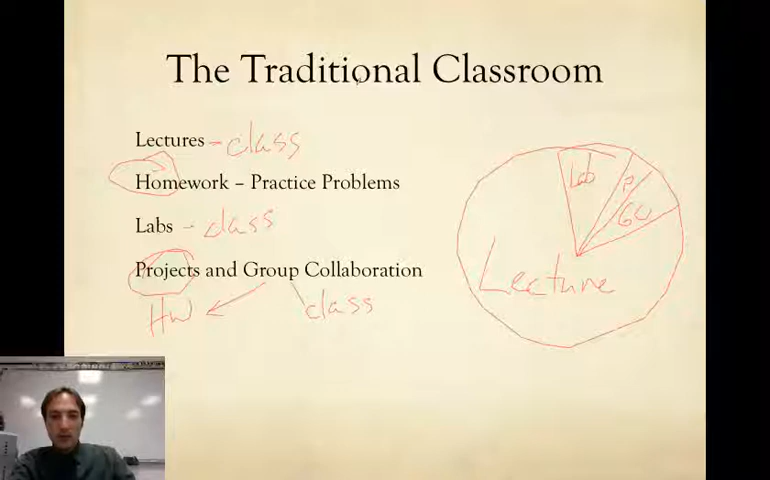 The Traditional Classroom
Lectures - class
Homework – Practice Problems
Labs - class
Projects and Group Collaboration
HW class
Lab
P
GC
Lecture